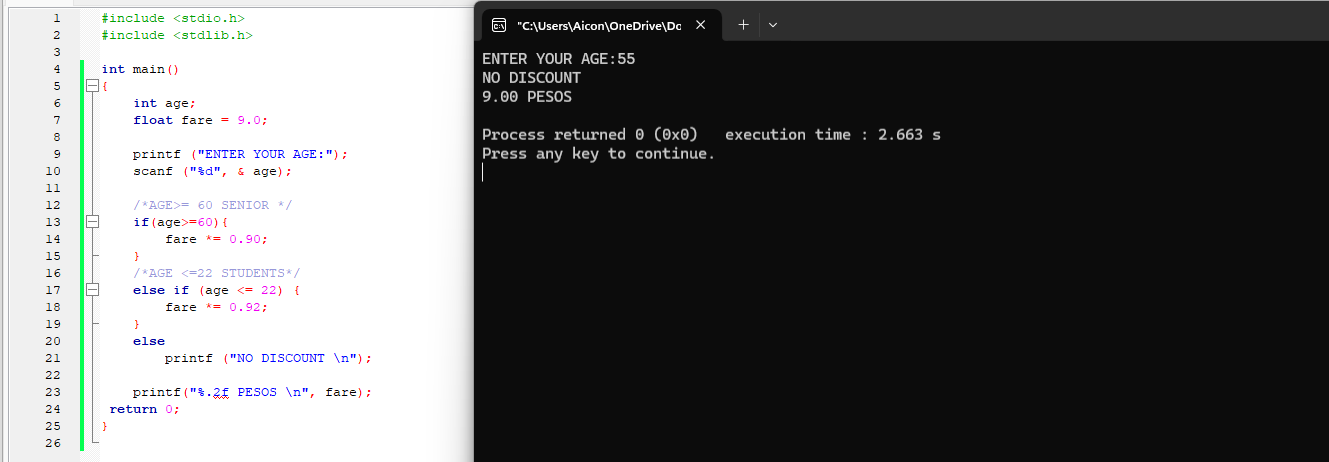 1 #include <stdio.h>
2 #include <stdlib.h>
3
4 int main()
5 {
6 int age;
7 float fare = 9.0;
8
9 printf ("ENTER YOUR AGE:");
10 scanf ("%d", & age);
11
12 /*AGE>= 60 SENIOR */
13 if(age>=60){
14 fare *= 0.90;
15 }
16 /*AGE <=22 STUDENTS*/
17 else if (age <= 22) {
18 fare *= 0.92;
19 }
20 else
21 printf ("NO DISCOUNT \n");
22
23 printf("%.2f PESOS \n", fare);
24 return 0;
25 }
26
"C:\Users\Aicon\OneDrive\Dc
ENTER YOUR AGE:55
NO DISCOUNT
9.00 PESOS
Process returned 0 (0x0) execution time : 2.663 s
Press any key to continue.